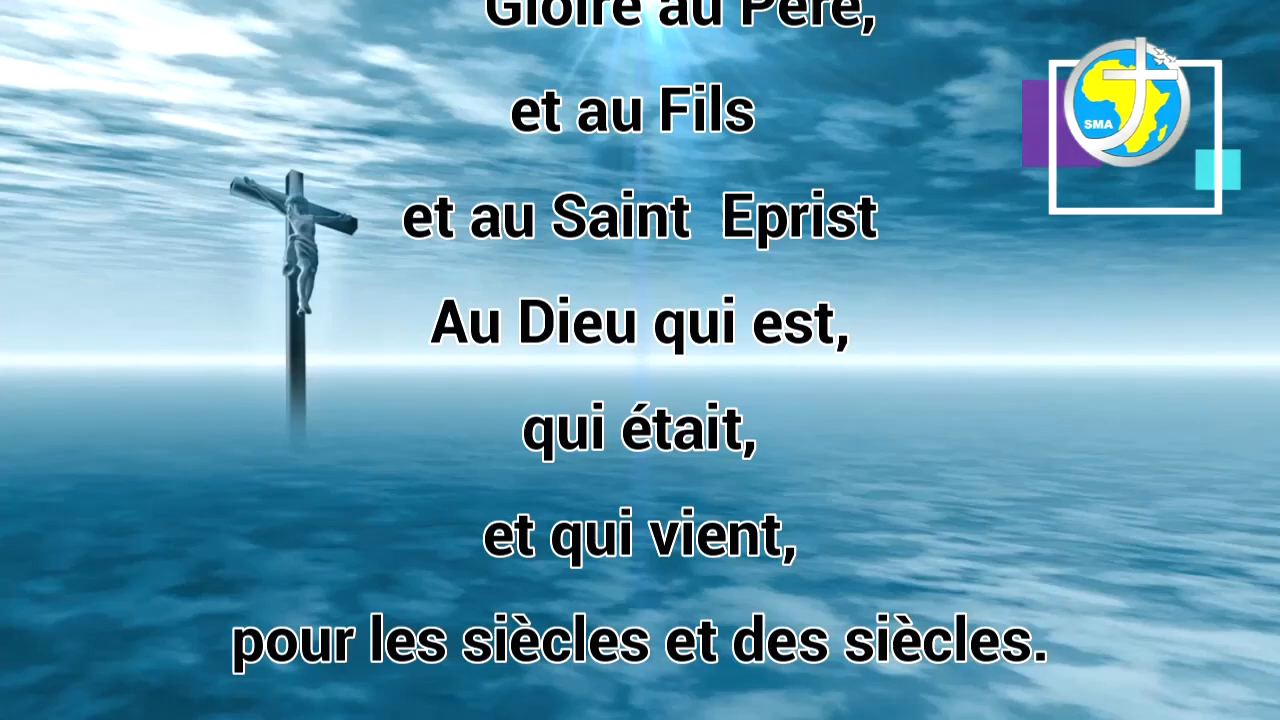 Gloire au Père,
et au Fils
SMA
et au Saint  Eprist
Au Dieu qui est,
qui était,
et qui vient,
pour les siècles et des siècles.